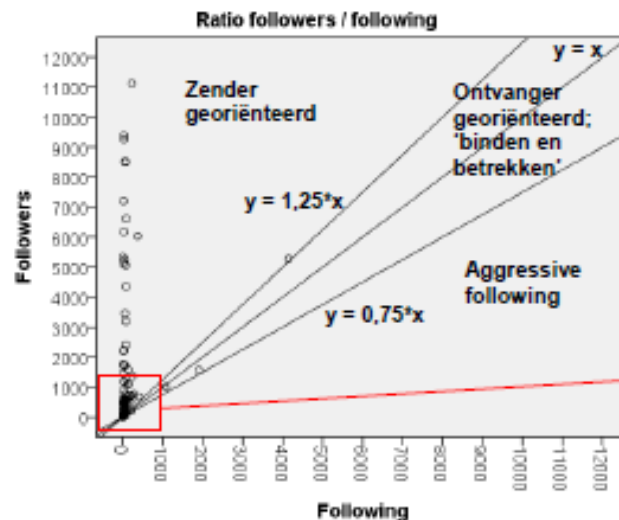 Ratio followers / following
12000
11000
10000
9000
8000
7000
6000
5000
4000
3000
2000
1000
0
Followers
Zender
georiënteerd
y = x
Ontvanger
georiënteerd;
'binden en
betrekken'
y = 1,25*x
Aggressive
following
y = 0,75*x
0
1000
2000
3000
4000
5000
6000
7000
8000
9000
10000
11000
12000
Following